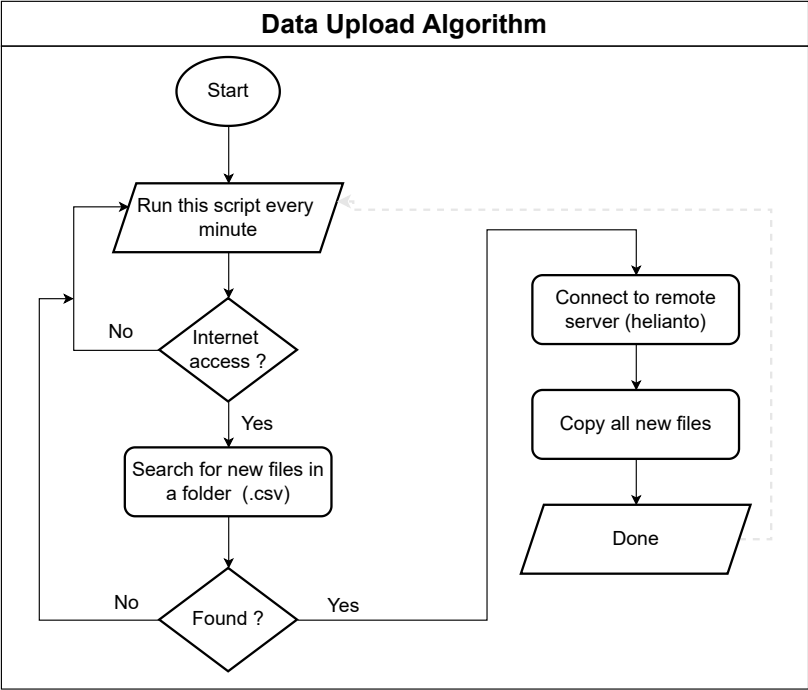 Data Upload Algorithm
Start
Run this script every
minute
Internet
access ?
No
Yes
Search for new files in
a folder (.csv)
Found ?
No
Yes
Connect to remote
server (helianto)
Copy all new files
Done